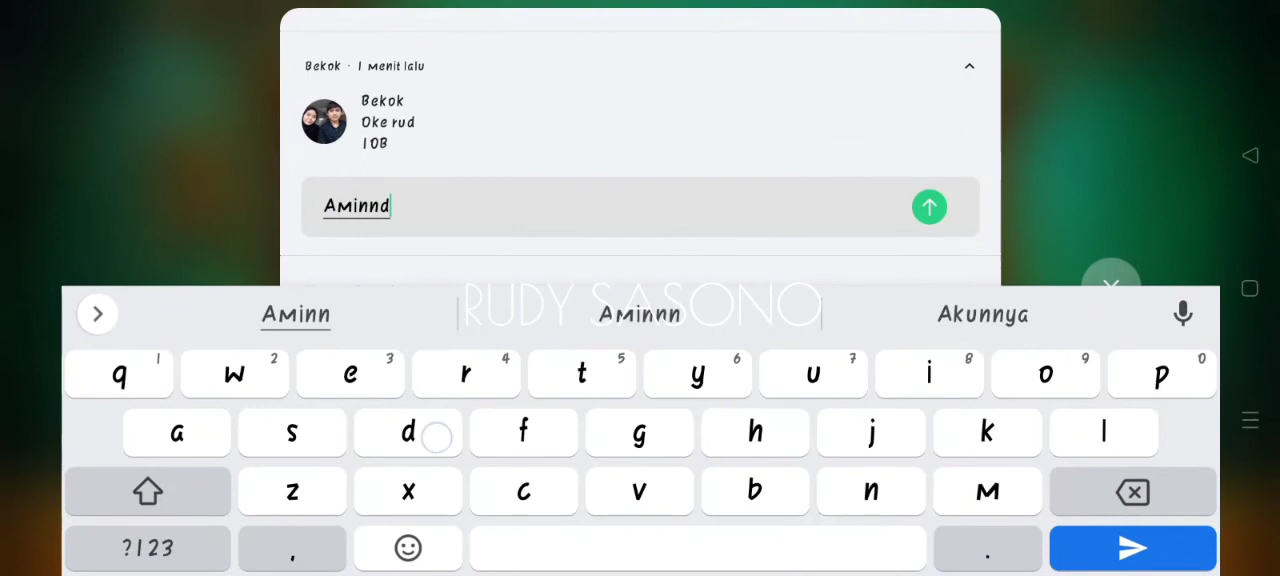 Bekok · 1 menit lalu
Bekok
Oke rud
10B
Aminnd
RUDY SASONO
Aminn Aminnn Akunnya
q 1 w 2 e 3 r 4 t 5 y 6 u 7 i 8 o 9 p 0
a s d f g h j k l
z x c v b n m
?123 , .